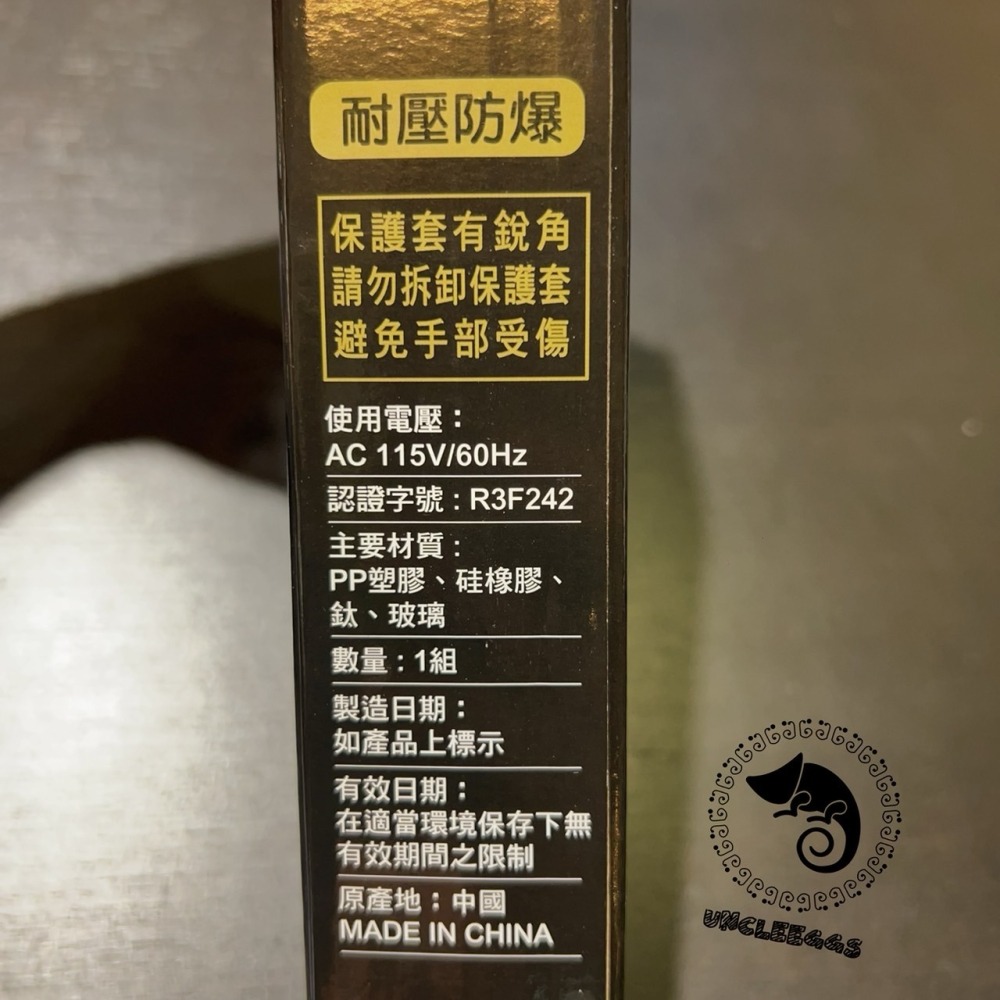 耐壓防爆
保護套有銳角
請勿拆卸保護套
避免手部受傷
使用電壓：
AC 115V/60Hz
認證字號：R3F242
主要材質：
PP塑膠、硅橡膠、
鈦、玻璃
數量：1組
製造日期：
如產品上標示
有效日期：
在適當環境保存下無
有效期間之限制
原產地：中國
MADE IN CHINA
UNCLEEGGS